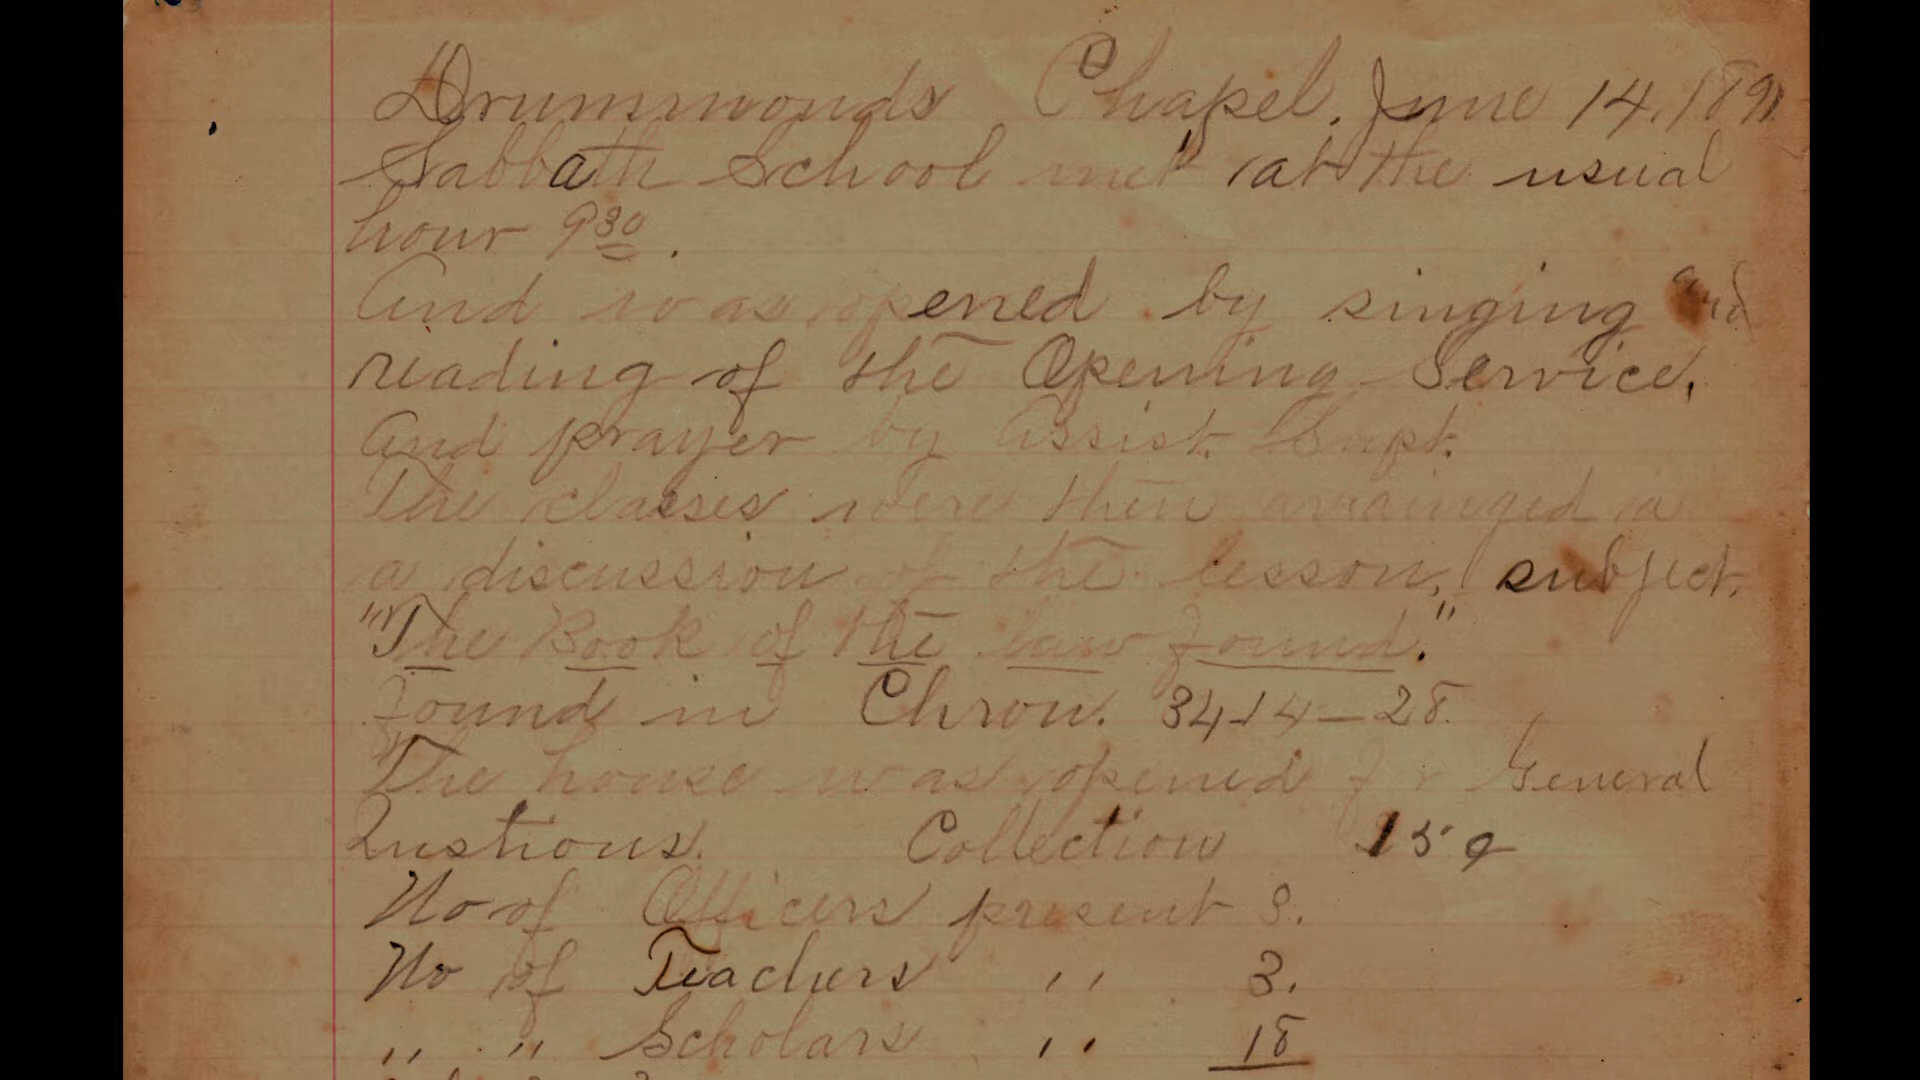 Drummonds Chapel. June 14, 1891
Sabbath School met at the usual
hour 9 30.
And was opened by singing and
reading of the Opening Service,
And prayer by Assist. Supt.
The classes were then arrainged a
a discussion of the lesson, subject.
"The Book of the law found."
Found in Chron. 34-14-28.
The house was opened for General
Questions. Collection 15
No of Officers present 3.
No of Teachers ,, 3.
,, ,, Scholars ,, 18